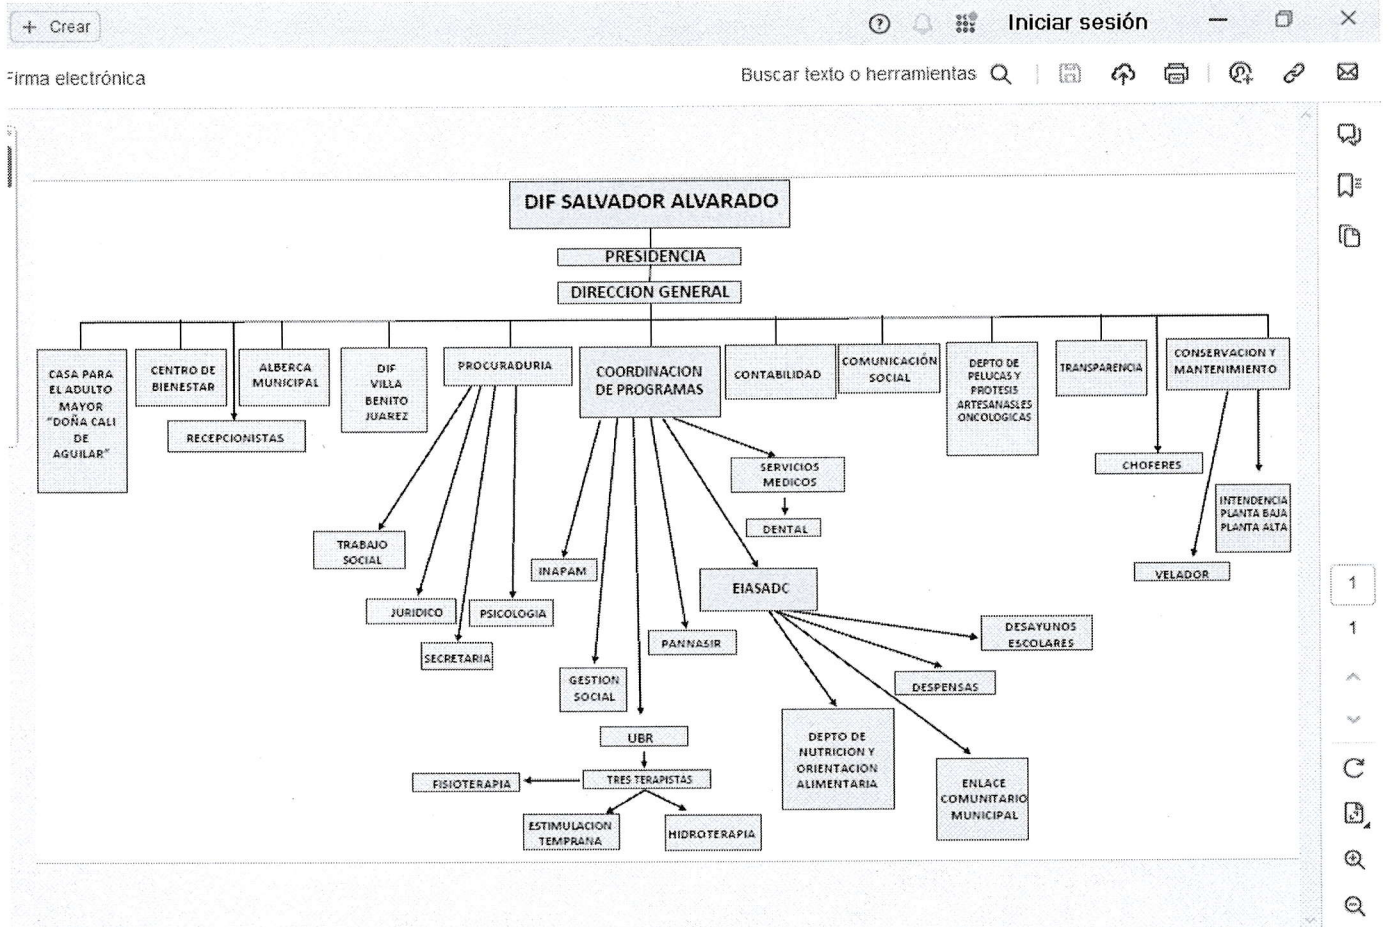 + Crear
Iniciar sesión
Firma electrónica
Buscar texto o herramientas
DIF SALVADOR ALVARADO
PRESIDENCIA
DIRECCION GENERAL
CASA PARA
EL ADULTO
MAYOR
"DOÑA CALI
DE
AGUILAR"
CENTRO DE
BIENESTAR
ALBERCA
MUNICIPAL
RECEPCIONISTAS
DIF
VILLA
BENITO
JUAREZ
PROCURADURIA
COORDINACION
DE PROGRAMAS
CONTABILIDAD
COMUNICACIÓN
SOCIAL
DEPTO DE
PELUCAS Y
PROTESIS
ARTESANASLES
ONCOLOGICAS
TRANSPARENCIA
CONSERVACION Y
MANTENIMIENTO
CHOFERES
INTENDENCIA
PLANTA BAJA
PLANTA ALTA
VELADOR
SERVICIOS
MEDICOS
DENTAL
TRABAJO
SOCIAL
JURIDICO
PSICOLOGIA
SECRETARIA
INAPAM
EIASADC
PANNASIR
GESTION
SOCIAL
DESAYUNOS
ESCOLARES
DESPENSAS
DEPTO DE
NUTRICION Y
ORIENTACION
ALIMENTARIA
ENLACE
COMUNITARIO
MUNICIPAL
UBR
TRES TERAPISTAS
FISIOTERAPIA
ESTIMULACION
TEMPRANA
HIDROTERAPIA
1
1